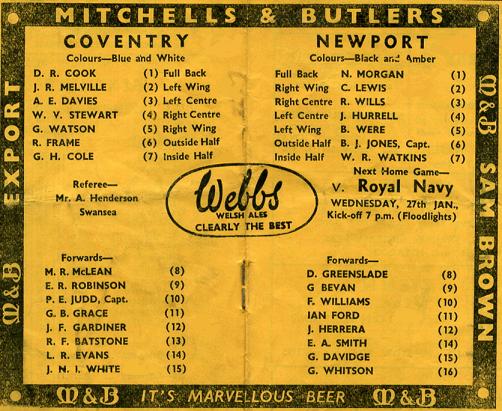 MITCHELLS & BUTLERS
EXPORT
M&B
M&B
SAM BROWN
COVENTRY
Colours—Blue and White
D. R. COOK (1) Full Back
J. R. MELVILLE (2) Left Wing
A. E. DAVIES (3) Left Centre
W. V. STEWART (4) Right Centre
G. WATSON (5) Right Wing
R. FRAME (6) Outside Half
G. H. COLE (7) Inside Half
Referee—
Mr. A. Henderson
Swansea
Forwards—
M. R. McLEAN (8)
E. R. ROBINSON (9)
P. E. JUDD, Capt. (10)
G. B. GRACE (11)
J. F. GARDINER (12)
R. F. BATSTONE (13)
L. R. EVANS (14)
J. N. I. WHITE (15)
Webbs
WELSH ALES
CLEARLY THE BEST
NEWPORT
Colours—Black and Amber
Full Back N. MORGAN (1)
Right Wing C. LEWIS (2)
Right Centre R. WILLS (3)
Left Centre J. HURRELL (4)
Left Wing B. WERE (5)
Outside Half B. J. JONES, Capt. (6)
Inside Half W. R. WATKINS (7)
Next Home Game—
V. Royal Navy
WEDNESDAY, 27th JAN.,
Kick-off 7 p.m. (Floodlights)
Forwards—
D. GREENSLADE (8)
G BEVAN (9)
F. WILLIAMS (10)
IAN FORD (11)
J. HERRERA (12)
E. A. SMITH (14)
G. DAVIDGE (15)
G. WHITSON (16)
M&B IT'S MARVELLOUS BEER M&B